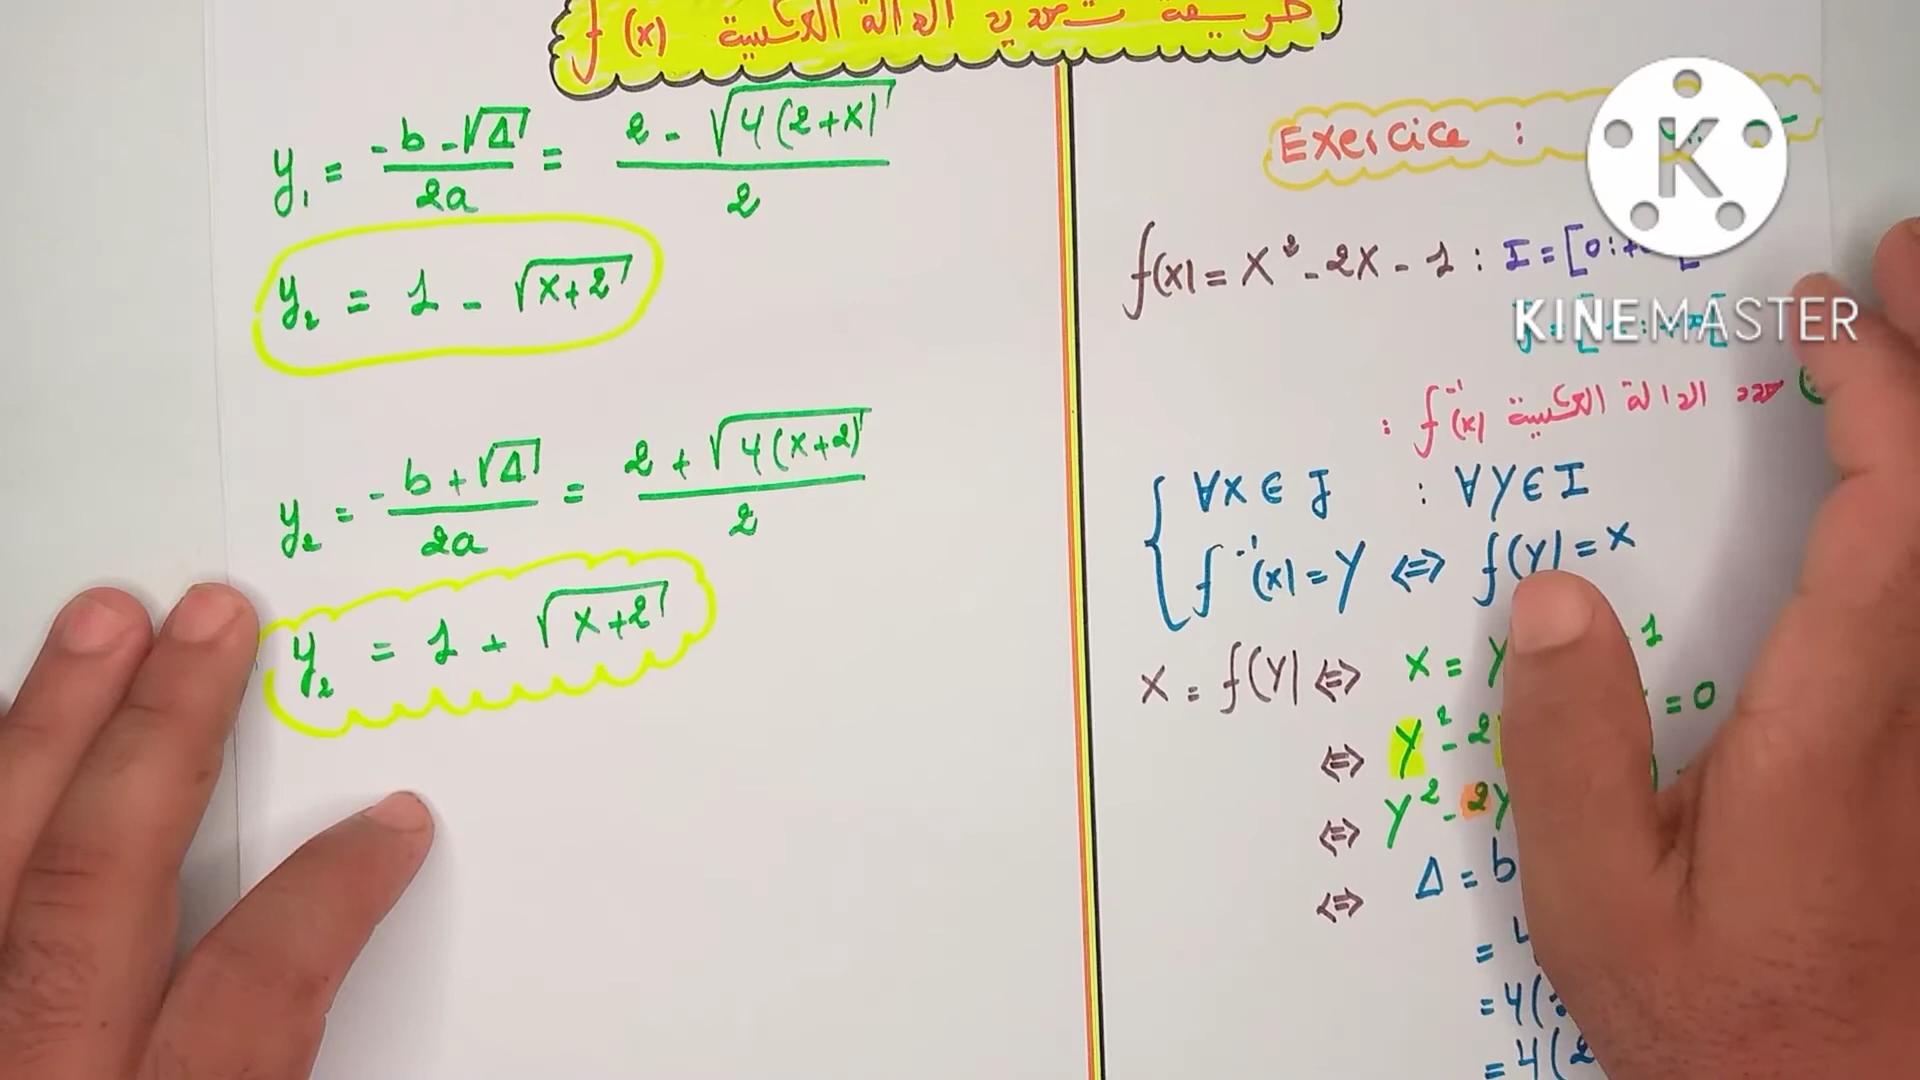 طريقة تحديد الدالة العكسية f (x)
y₁ = -b - √Δ / 2a = 2 - √4(2+x) / 2
y₂ = 1 - √x+2
y₂ = -b + √Δ / 2a = 2 + √4(x+2) / 2
y₂ = 1 + √x+2
Exercice :
f(x) = x² - 2x - 1 : I = [0 :
KINEMASTER
حدد الدالة العكسية f⁻¹(x) :
∀x ∈ J : ∀y ∈ I
f⁻¹(x) = y ⇔ f(y) = x
x = f(y) ⇔ x = y 1
⇔ y² - 2 = 0
⇔ y² - 2y
⇔ Δ = b
= 4
= 4(
= 4(2